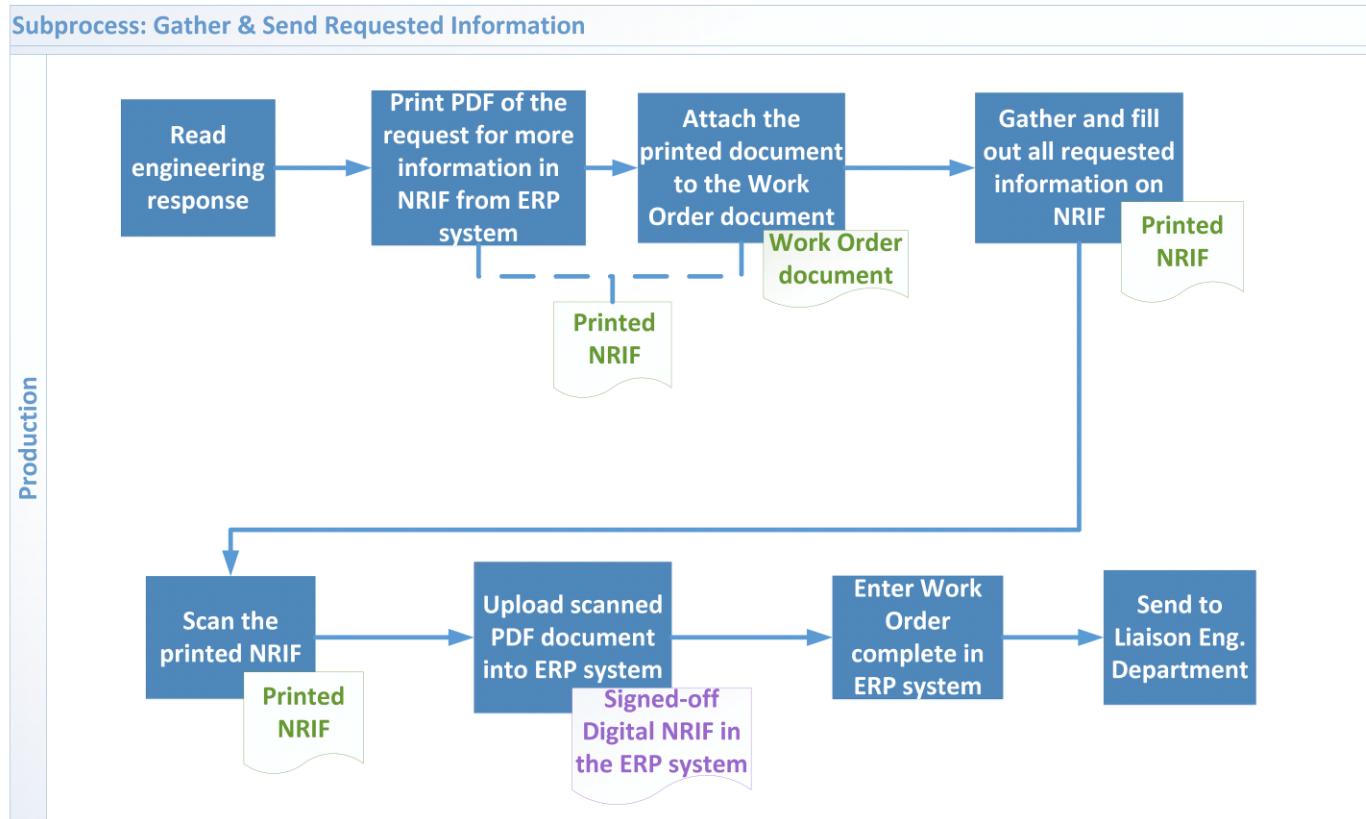 Subprocess: Gather & Send Requested Information
Production
Read
engineering
response
Print PDF of the
request for more
information in
NRIF from ERP
system
Attach the
printed document
to the Work
Order document
Work Order
document
Gather and fill
out all requested
information on
NRIF
Printed
NRIF
Printed
NRIF
Scan the
printed NRIF
Printed
NRIF
Upload scanned
PDF document
into ERP system
Signed-off
Digital NRIF in
the ERP system
Enter Work
Order
complete in
ERP system
Send to
Liaison Eng.
Department